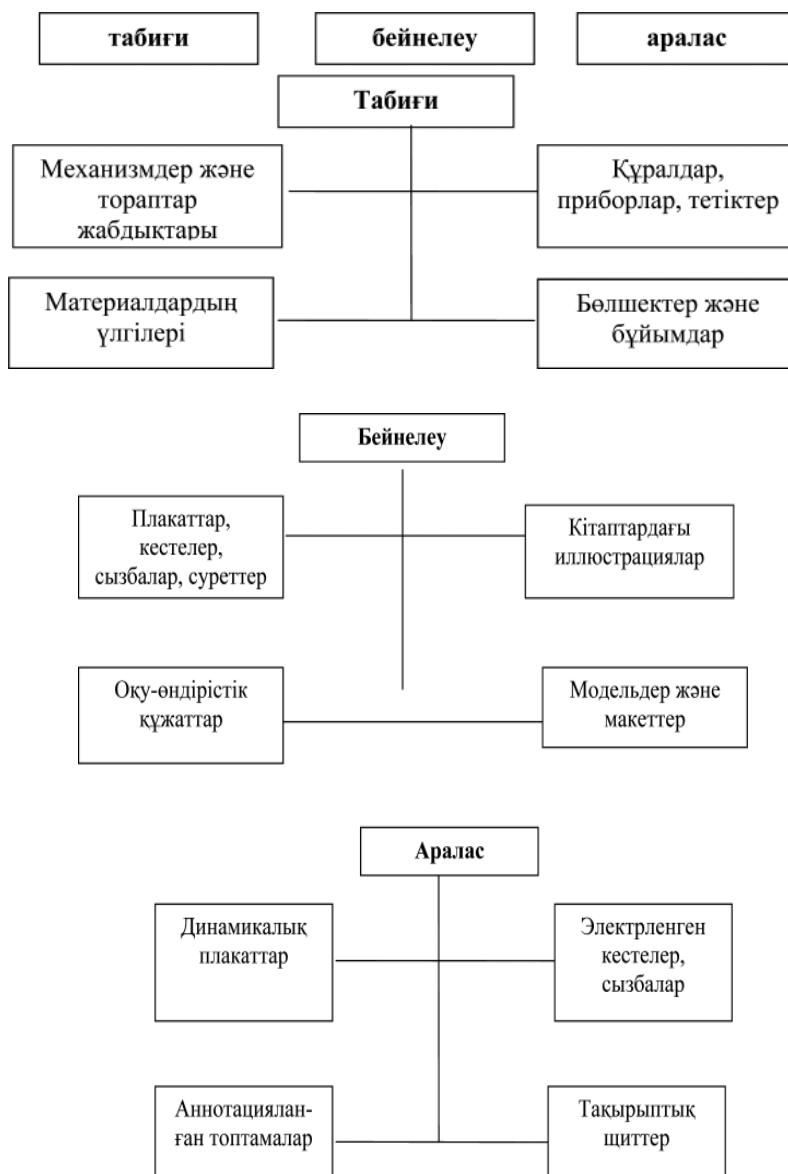 табиғи
бейнелеу
аралас
Табиғи
Механизмдер және
тораптар
жабдықтары
Құралдар,
приборлар, тетіктер
Материалдардың
үлгілері
Бөлшектер және
бұйымдар
Бейнелеу
Плакаттар,
кестелер,
сызбалар, суреттер
Кітаптардағы
иллюстрациялар
Оқу-өндірістік
құжаттар
Модельдер және
макеттер
Аралас
Динамикалық
плакаттар
Электрленген
кестелер,
сызбалар
Аннотациялан-
ған топтамалар
Тақырыптық
щиттер